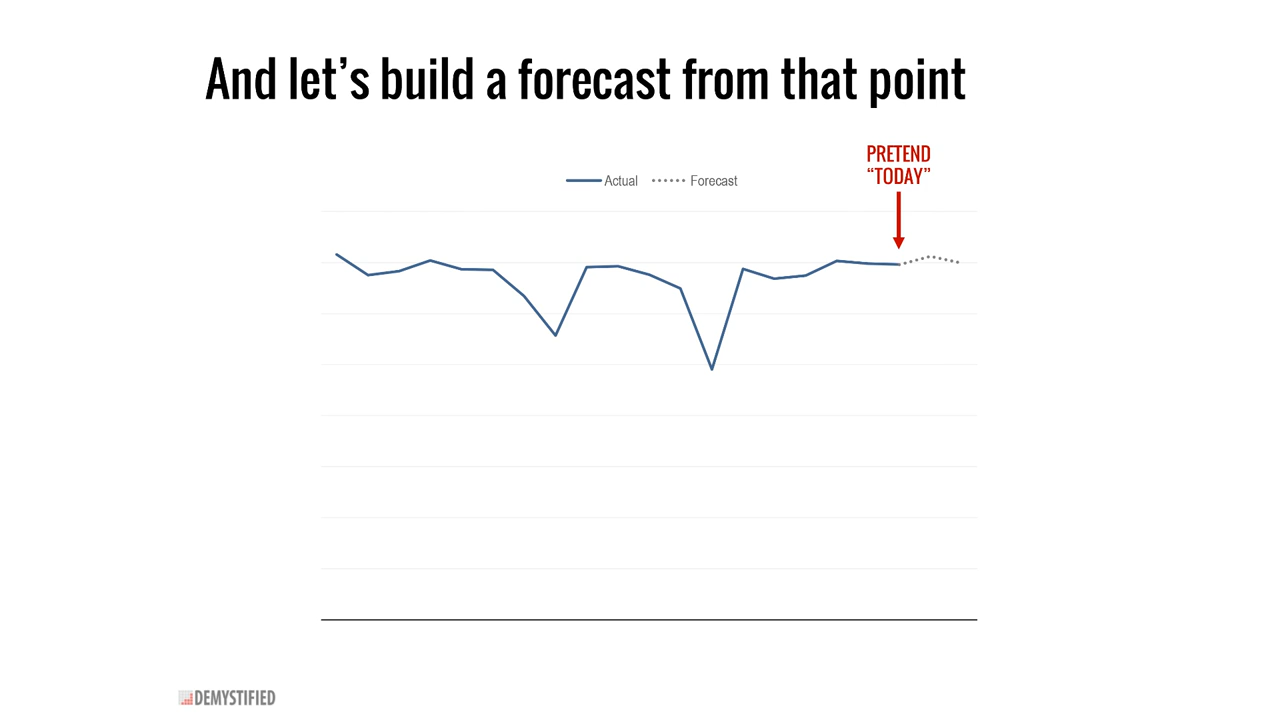 And let’s build a forecast from that point
PRETEND
“TODAY”
Actual
Forecast
DEMYSTIFIED